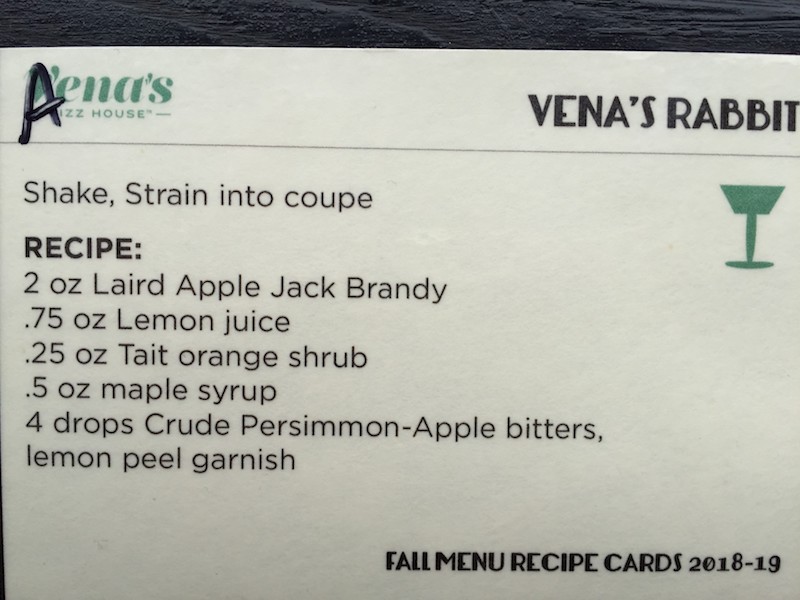 Vena's
FIZZ HOUSE™
A
VENA'S RABBIT
Shake, Strain into coupe
RECIPE:
2 oz Laird Apple Jack Brandy
.75 oz Lemon juice
.25 oz Tait orange shrub
.5 oz maple syrup
4 drops Crude Persimmon-Apple bitters,
lemon peel garnish
FALL MENU RECIPE CARDS 2018-19